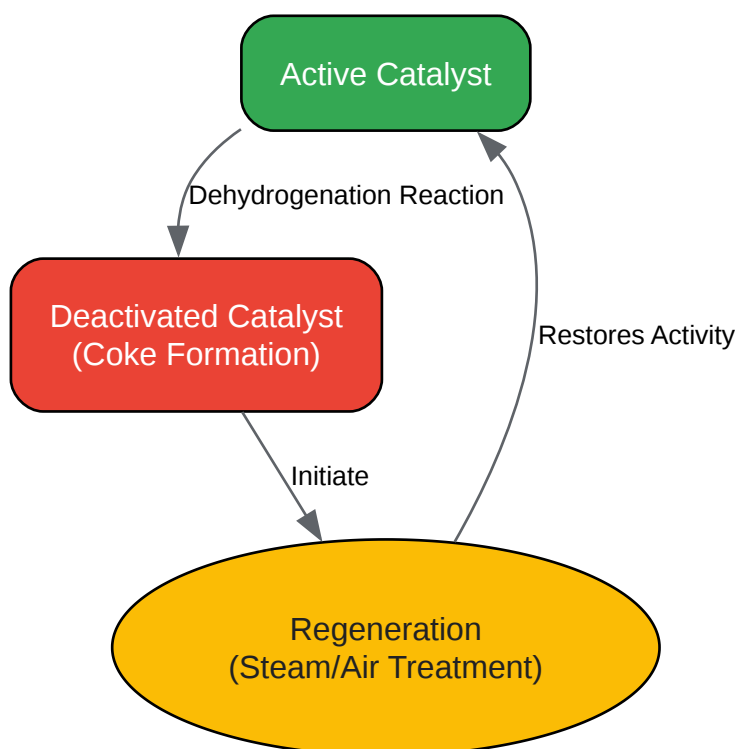 Active Catalyst
Dehydrogenation Reaction
Deactivated Catalyst
(Coke Formation)
Restores Activity
Initiate
Regeneration
(Steam/Air Treatment)